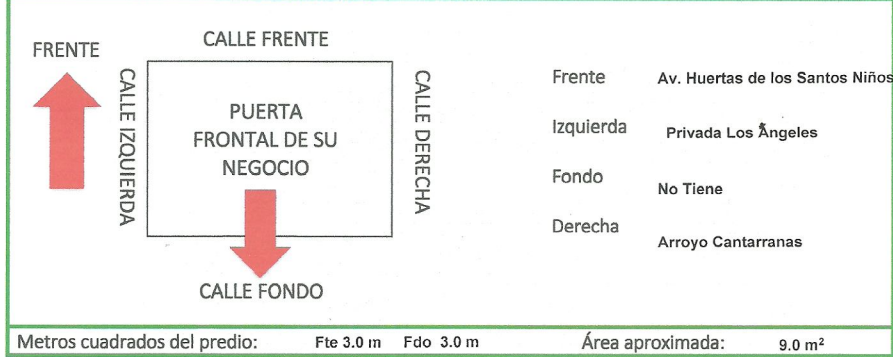 CALLE FRENTE
FRENTE
CALLE IZQUIERDA
PUERTA
FRONTAL DE SU
NEGOCIO
CALLE DERECHA
CALLE FONDO
Frente Av. Huertas de los Santos Niños
Izquierda Privada Los Ángeles
Fondo No Tiene
Derecha Arroyo Cantarranas
Metros cuadrados del predio: Fte 3.0 m Fdo 3.0 m Área aproximada: 9.0 m²